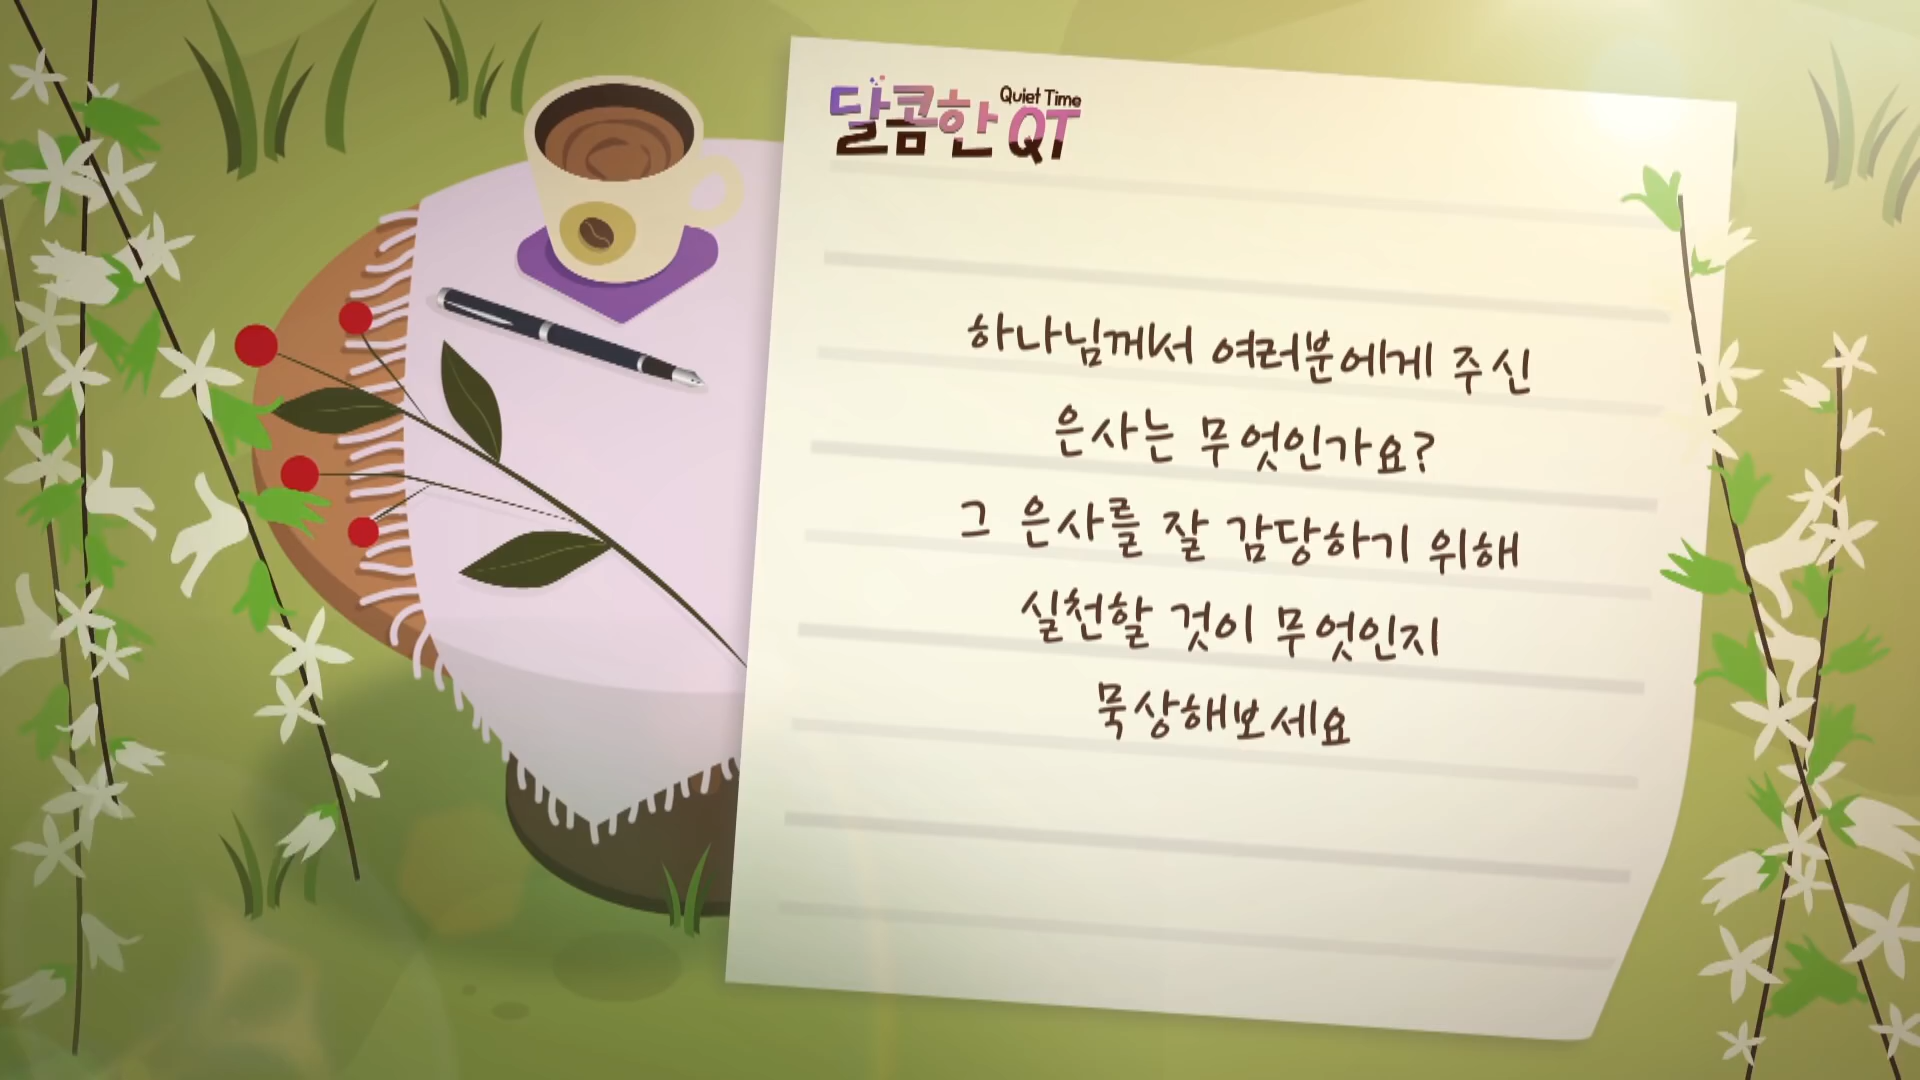 달콤한 QT
Quiet Time
하나님께서 여러분에게 주신
은사는 무엇인가요?
그 은사를 잘 감당하기 위해
실천할 것이 무엇인지
묵상해보세요